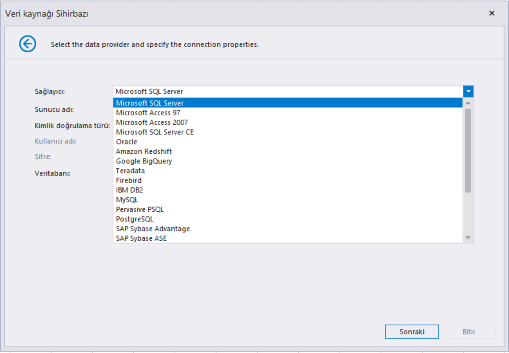 Veri kaynağı Sihirbazı
Select the data provider and specify the connection properties.
Sağlayıcı: Microsoft SQL Server
Sunucu adı:
Kimlik doğrulama türü:
Kullanıcı adı:
Sifre:
Veritabanı:
Microsoft SQL Server
Microsoft Access 97
Microsoft Access 2007
Microsoft SQL Server CE
Oracle
Amazon Redshift
Google BigQuery
Teradata
Firebird
IBM DB2
MySQL
Pervasive PSQL
PostgreSQL
SAP Sybase Advantage
SAP Sybase ASE
Sonraki
Bitir